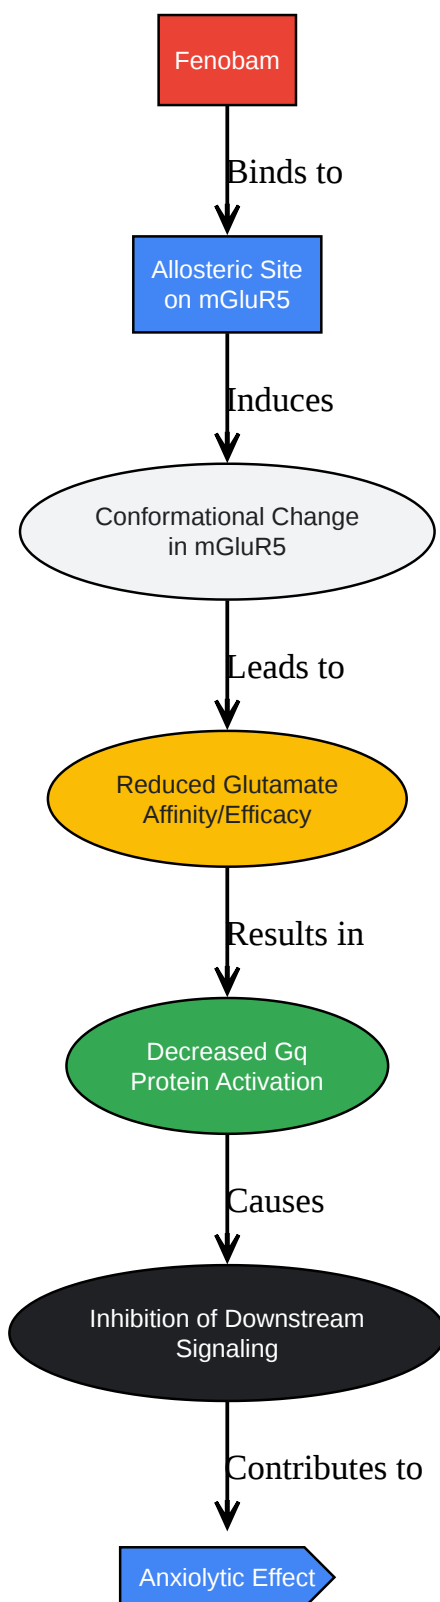 Fenobam
Binds to
Allosteric Site
on mGluR5
Induces
Conformational Change
in mGluR5
Leads to
Reduced Glutamate
Affinity/Efficacy
Results in
Decreased Gq
Protein Activation
Causes
Inhibition of Downstream
Signaling
Contributes to
Anxiolytic Effect